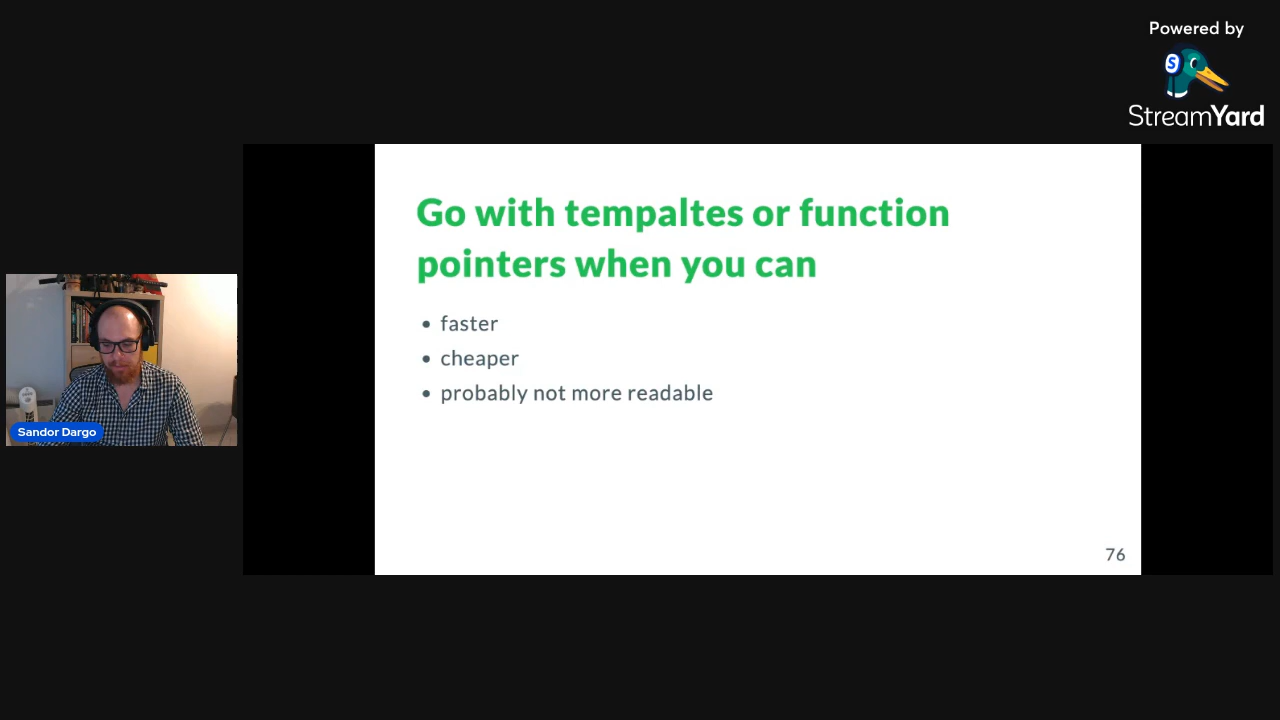 Powered by
StreamYard
Go with tempaltes or function
pointers when you can
• faster
• cheaper
• probably not more readable
Sandor Dargo
76